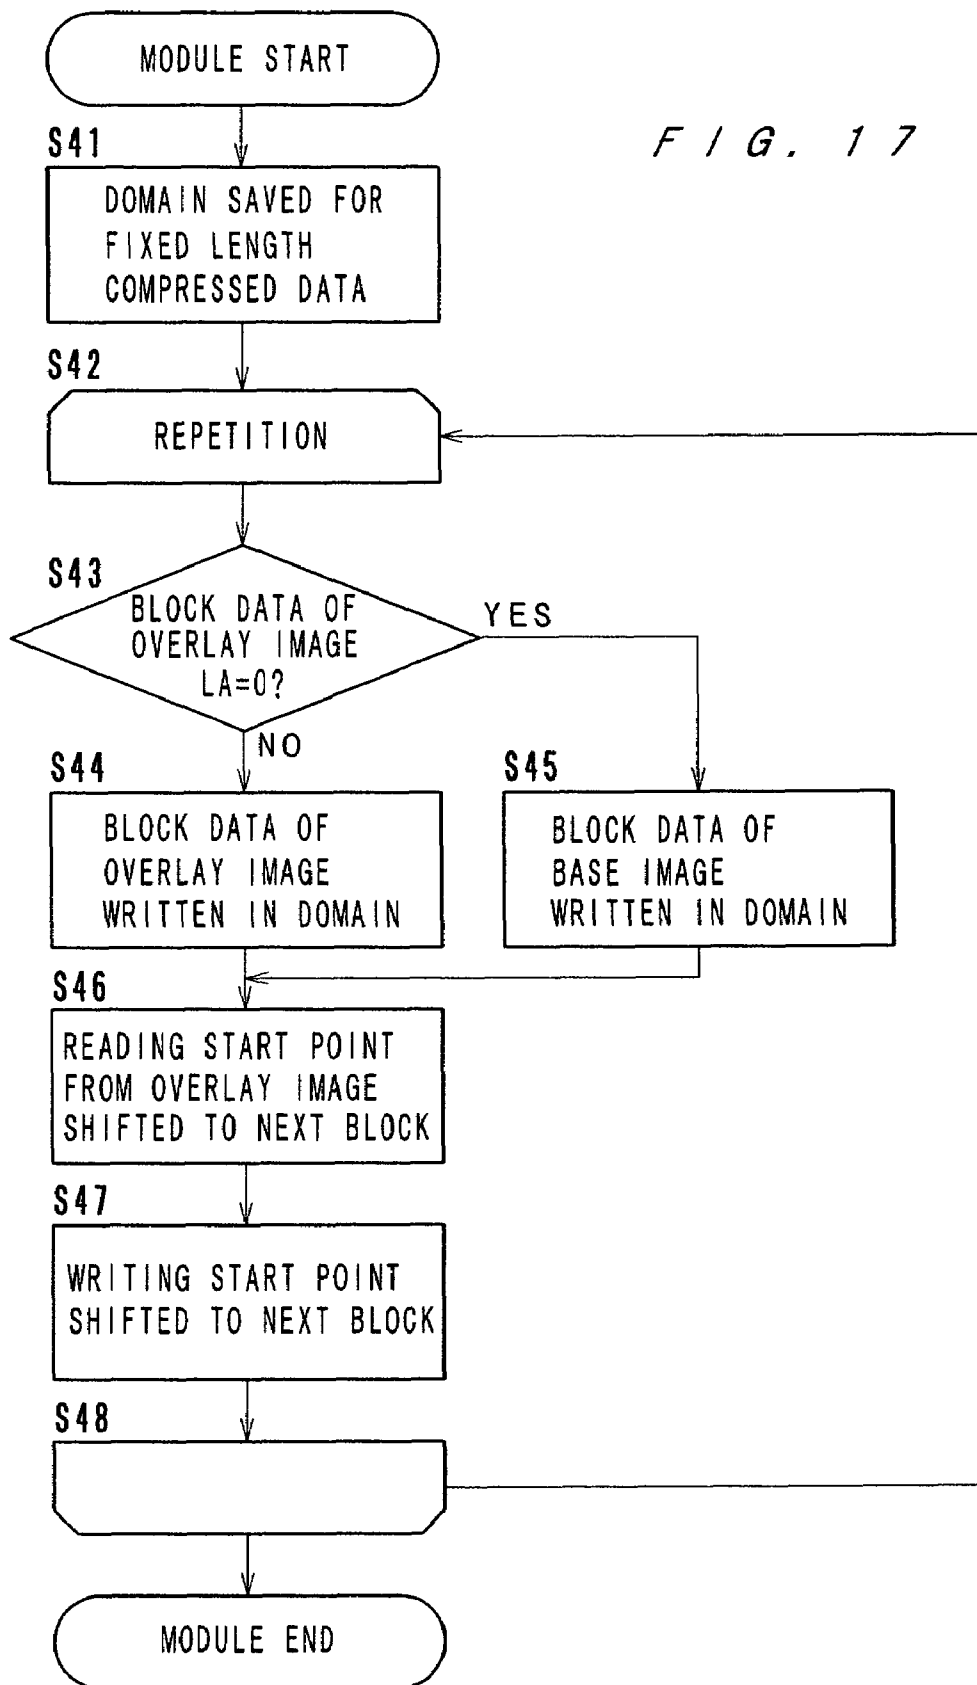 MODULE START
FIG. 17
S41
DOMAIN SAVED FOR
FIXED LENGTH
COMPRESSED DATA
S42
REPETITION
S43
BLOCK DATA OF
OVERLAY IMAGE
LA=0?
YES
NO
S44
BLOCK DATA OF
OVERLAY IMAGE
WRITTEN IN DOMAIN
S45
BLOCK DATA OF
BASE IMAGE
WRITTEN IN DOMAIN
S46
READING START POINT
FROM OVERLAY IMAGE
SHIFTED TO NEXT BLOCK
S47
WRITING START POINT
SHIFTED TO NEXT BLOCK
S48
MODULE END